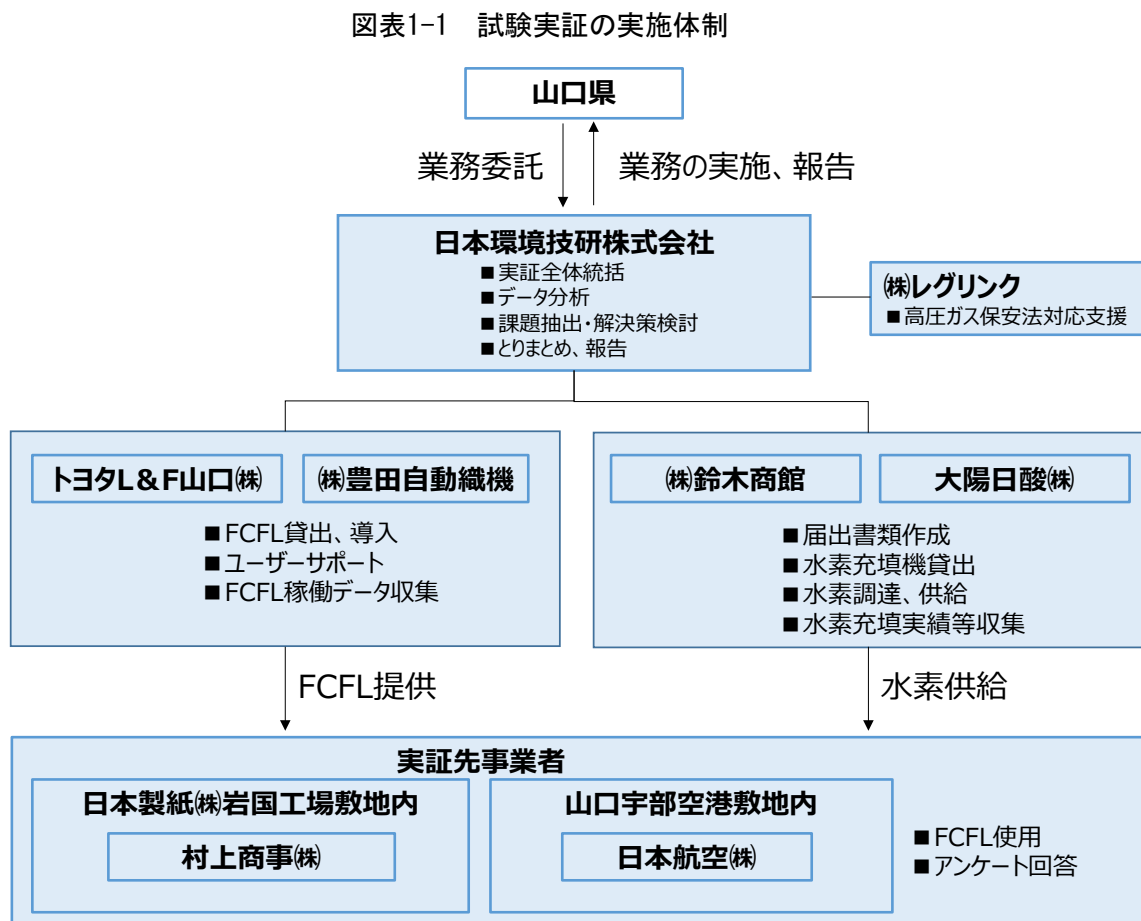 図表1-1 試験実証の実施体制
山口県
業務委託
業務の実施、報告
日本環境技研株式会社
■実証全体統括
■データ分析
■課題抽出・解決策検討
■とりまとめ、報告
㈱レグリンク
■高圧ガス保安法対応支援
トヨタL&F山口㈱
㈱豊田自動織機
■FCFL貸出、導入
■ユーザーサポート
■FCFL稼働データ収集
㈱鈴木商館
大陽日酸㈱
■届出書類作成
■水素充填機貸出
■水素調達、供給
■水素充填実績等収集
FCFL提供
水素供給
実証先事業者
日本製紙㈱岩国工場敷地内
村上商事㈱
山口宇部空港敷地内
日本航空㈱
■FCFL使用
■アンケート回答